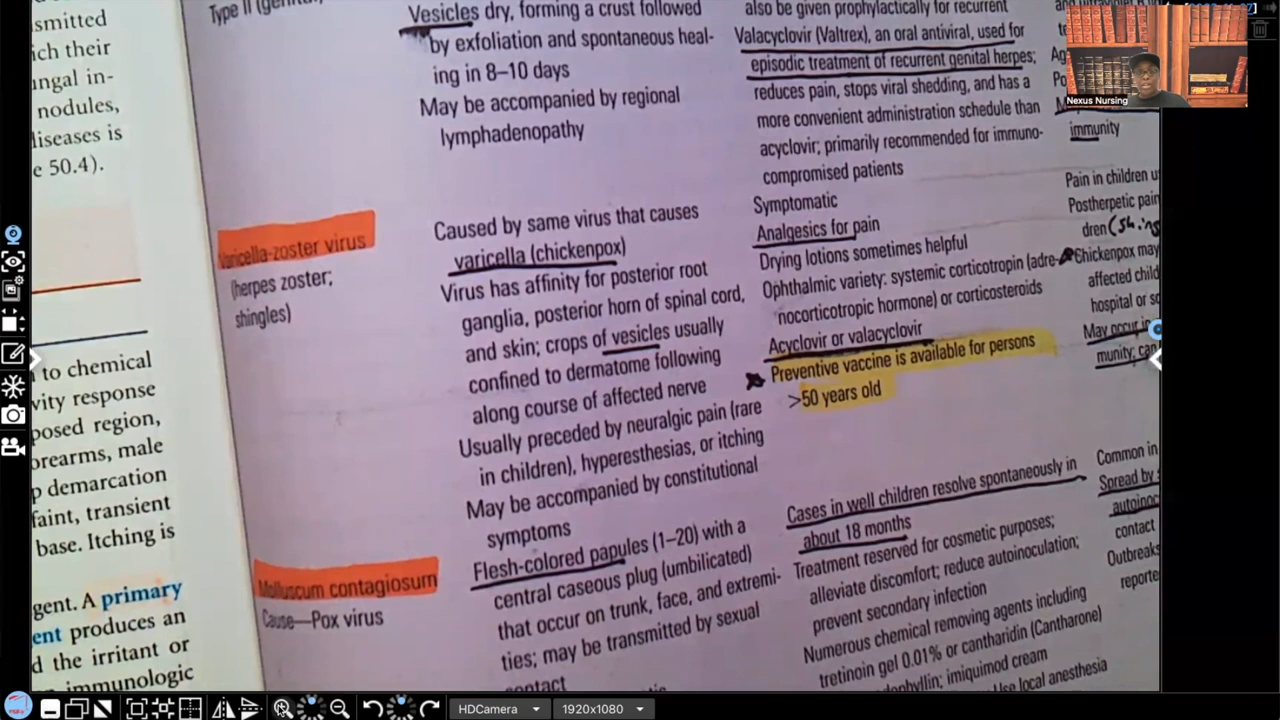 ismitted
ich their
ungal in-
nodules,
diseases is
e 50.4).
to chemical
vity response
posed region,
orearms, male
p demarcation
faint, transient
base. Itching is
gent. A primary
ent produces an
d the irritant or
immunologic
Type II (genital
Varicella-zoster virus
(herpes zoster;
shingles)
Molluscum contagiosum
Cause—Pox virus
Vesicles dry, forming a crust followed
by exfoliation and spontaneous heal-
ing in 8–10 days
May be accompanied by regional
lymphadenopathy
Caused by same virus that causes
varicella (chickenpox)
Virus has affinity for posterior root
ganglia, posterior horn of spinal cord,
and skin; crops of vesicles usually
confined to dermatome following
along course of affected nerve
Usually preceded by neuralgic pain (rare
in children), hyperesthesias, or itching
May be accompanied by constitutional
symptoms
Flesh-colored papules (1–20) with a
central caseous plug (umbilicated)
that occur on trunk, face, and extremi-
ties; may be transmitted by sexual
contact
also be given prophylactically for recurrent
Valacyclovir (Valtrex), an oral antiviral, used for
episodic treatment of recurrent genital herpes;
reduces pain, stops viral shedding, and has a
more convenient administration schedule than
acyclovir; primarily recommended for immuno-
compromised patients
Symptomatic
Analgesics for pain
Drying lotions sometimes helpful
Ophthalmic variety: systemic corticotropin (adre-
nocorticotropic hormone) or corticosteroids
Acyclovir or valacyclovir
Preventive vaccine is available for persons
>50 years old
Cases in well children resolve spontaneously in
about 18 months
Treatment reserved for cosmetic purposes;
alleviate discomfort; reduce autoinoculation;
prevent secondary infection
Numerous chemical removing agents including
tretinoin gel 0.01% or cantharidin (Cantharone)
imiquimod cream
local anesthesia
immunity
Pain in children u
Postherpetic pain
dren (shing
Chickenpox may
affected child
hospital or sc
May occur in
munity; can
Common in
Spread by
autoinoc
contact
Outbreaks
reporte
Nexus Nursing
HDCamera
1920x1080